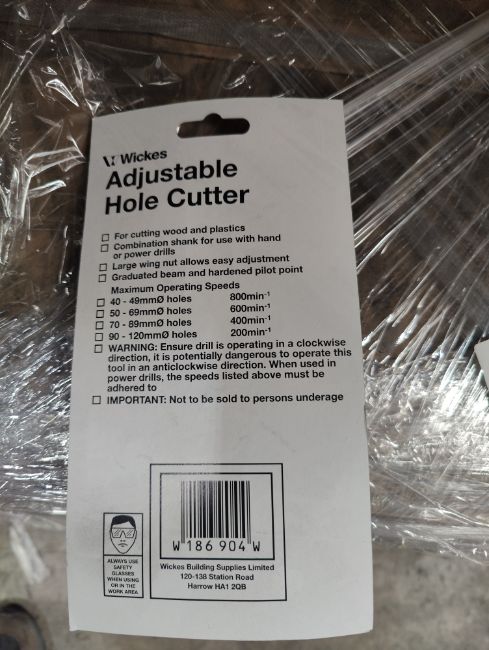 Wickes
Adjustable
Hole Cutter
For cutting wood and plastics
Combination shank for use with hand
or power drills
Large wing nut allows easy adjustment
Graduated beam and hardened pilot point
Maximum Operating Speeds
40 - 49mmØ holes 800min⁻¹
50 - 69mmØ holes 600min⁻¹
70 - 89mmØ holes 400min⁻¹
90 - 120mmØ holes 200min⁻¹
WARNING: Ensure drill is operating in a clockwise
direction, it is potentially dangerous to operate this
tool in an anticlockwise direction. When used in
power drills, the speeds listed above must be
adhered to
IMPORTANT: Not to be sold to persons underage
W 186 904 W
Wickes Building Supplies Limited
120-138 Station Road
Harrow HA1 2QB
ALWAYS USE
SAFETY
GLASSES
WHEN USING
OR IN THE
WORK AREA